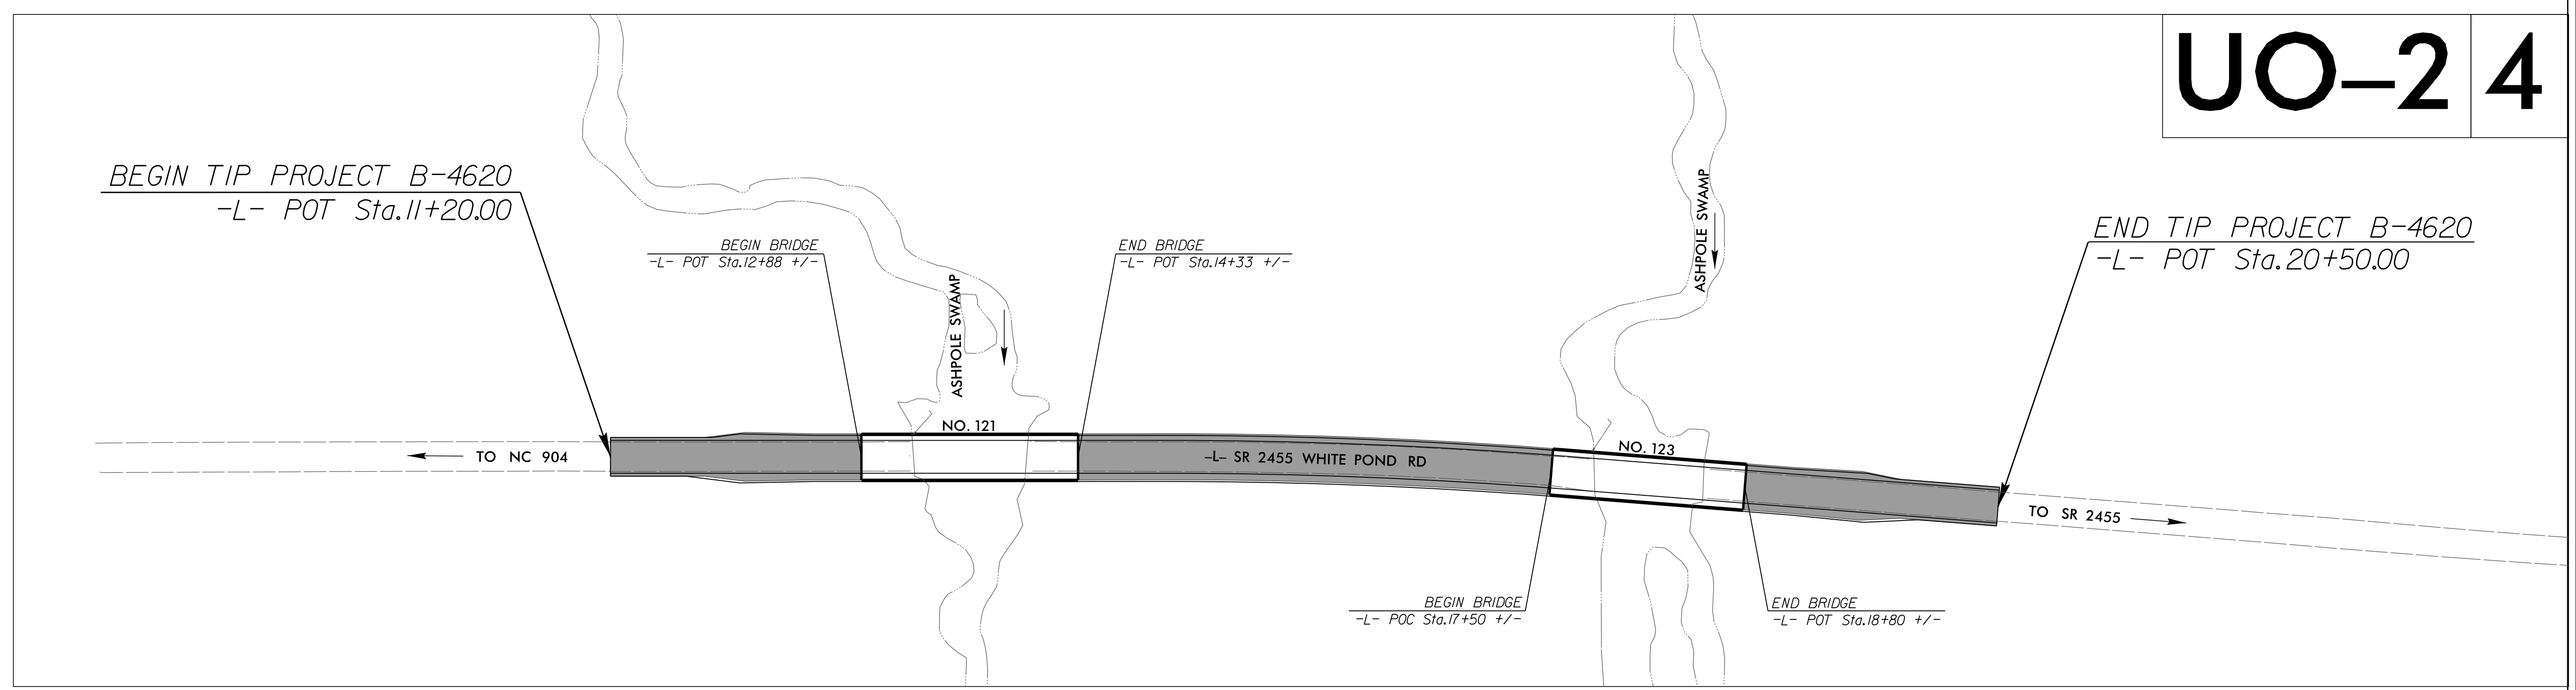 UO–2 4
BEGIN TIP PROJECT B-4620
-L- POT Sta.11+20.00
BEGIN BRIDGE
-L- POT Sta.12+88 +/-
END BRIDGE
-L- POT Sta.14+33 +/-
ASHPOLE SWAMP
ASHPOLE SWAMP
END TIP PROJECT B-4620
-L- POT Sta.20+50.00
NO. 121
NO. 123
TO NC 904
–L– SR 2455 WHITE POND RD
TO SR 2455
BEGIN BRIDGE
-L- POC Sta.17+50 +/-
END BRIDGE
-L- POT Sta.18+80 +/-